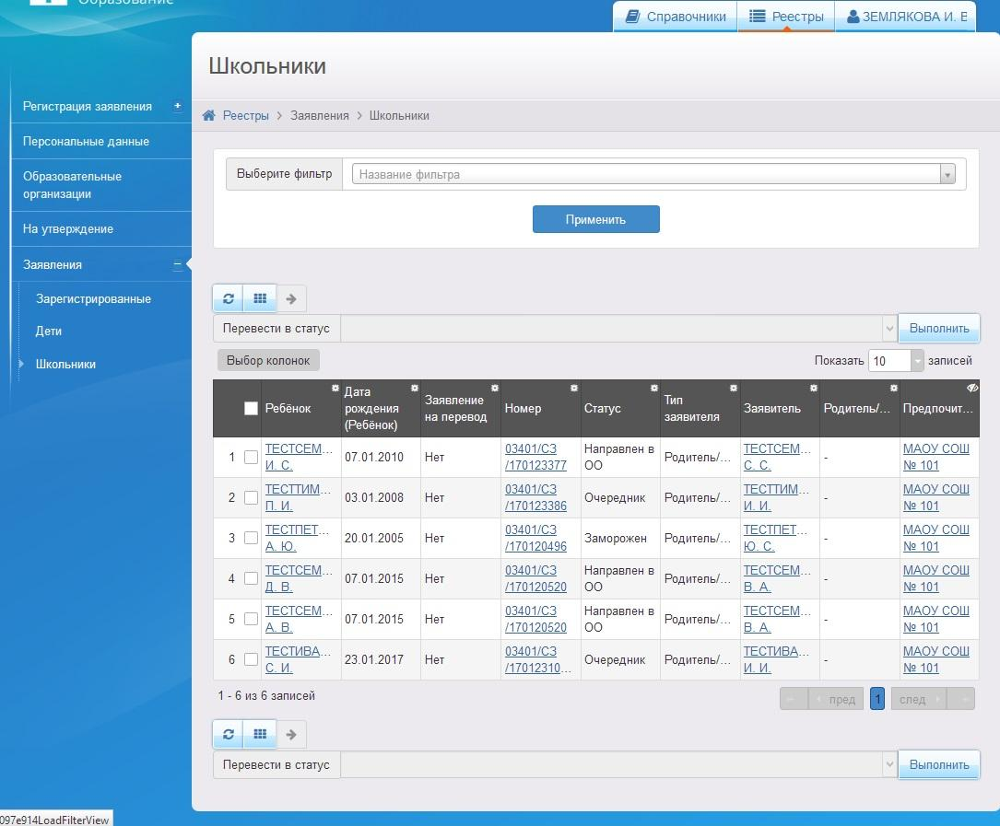 Образование
Справочники
Реестры
ЗЕМЛЯКОВА И. В
Школьники
Реестры > Заявления > Школьники
Регистрация заявления
Персональные данные
Образовательные
организации
На утверждение
Заявления
Зарегистрированные
Дети
Школьники
Выберите фильтр Название фильтра
Применить
Перевести в статус Выполнить
Выбор колонок Показать 10 записей
Ребёнок Дата рождения (Ребёнок) Заявление на перевод Номер Статус Тип заявителя Заявитель Родитель/... Предпочит...
1 ТЕСТСЕМ... И. С. 07.01.2010 Нет 03401/СЗ/170123377 Направлен в ОО Родитель/... ТЕСТСЕМ... С. С. - МАОУ СОШ № 101
2 ТЕСТТИМ... П. И. 03.01.2008 Нет 03401/СЗ/170123386 Очередник Родитель/... ТЕСТТИМ... И. И. - МАОУ СОШ № 101
3 ТЕСТПЕТ... А. Ю. 20.01.2005 Нет 03401/СЗ/170120496 Заморожен Родитель/... ТЕСТПЕТ... Ю. С. - МАОУ СОШ № 101
4 ТЕСТСЕМ... Д. В. 07.01.2015 Нет 03401/СЗ/170120520 Направлен в ОО Родитель/... ТЕСТСЕМ... В. А. - МАОУ СОШ № 101
5 ТЕСТСЕМ... А. В. 07.01.2015 Нет 03401/СЗ/170120520 Направлен в ОО Родитель/... ТЕСТСЕМ... В. А. - МАОУ СОШ № 101
6 ТЕСТИВА... С. И. 23.01.2017 Нет 03401/СЗ/17012310... Очередник Родитель/... ТЕСТИВА... И. И. - МАОУ СОШ № 101
1 - 6 из 6 записей
пред 1 след
Перевести в статус Выполнить
097e914LoadFilterView